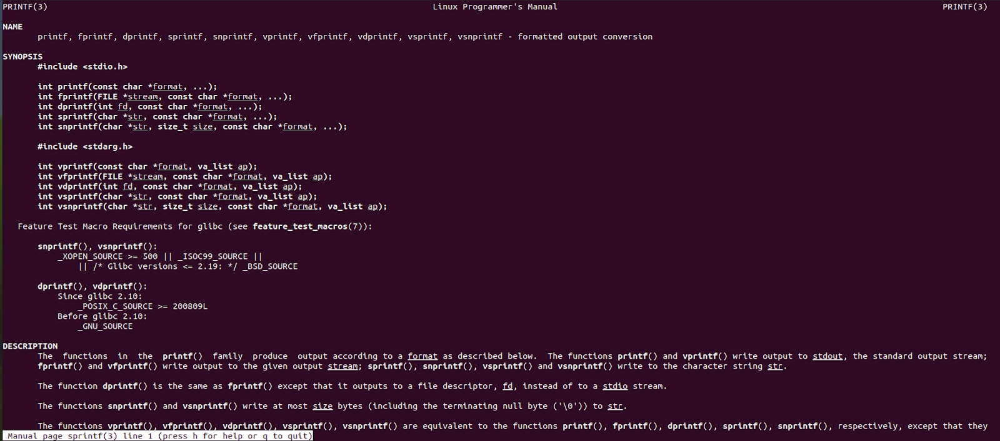 PRINTF(3) Linux Programmer's Manual PRINTF(3)
NAME
printf, fprintf, dprintf, sprintf, snprintf, vprintf, vfprintf, vdprintf, vsprintf, vsnprintf - formatted output conversion
SYNOPSIS
#include <stdio.h>
int printf(const char *format, ...);
int fprintf(FILE *stream, const char *format, ...);
int dprintf(int fd, const char *format, ...);
int sprintf(char *str, const char *format, ...);
int snprintf(char *str, size_t size, const char *format, ...);
#include <stdarg.h>
int vprintf(const char *format, va_list ap);
int vfprintf(FILE *stream, const char *format, va_list ap);
int vdprintf(int fd, const char *format, va_list ap);
int vsprintf(char *str, const char *format, va_list ap);
int vsnprintf(char *str, size_t size, const char *format, va_list ap);
Feature Test Macro Requirements for glibc (see feature_test_macros(7)):
snprintf(), vsnprintf():
_XOPEN_SOURCE >= 500 || _ISOC99_SOURCE ||
|| /* Glibc versions <= 2.19: */ _BSD_SOURCE
dprintf(), vdprintf():
Since glibc 2.10:
_POSIX_C_SOURCE >= 200809L
Before glibc 2.10:
_GNU_SOURCE
DESCRIPTION
The functions in the printf() family produce output according to a format as described below. The functions printf() and vprintf() write output to stdout, the standard output stream;
fprintf() and vfprintf() write output to the given output stream; sprintf(), snprintf(), vsprintf() and vsnprintf() write to the character string str.
The function dprintf() is the same as fprintf() except that it outputs to a file descriptor, fd, instead of to a stdio stream.
The functions snprintf() and vsnprintf() write at most size bytes (including the terminating null byte ('\0')) to str.
The functions vprintf(), vfprintf(), vdprintf(), vsprintf(), vsnprintf() are equivalent to the functions printf(), fprintf(), dprintf(), sprintf(), snprintf(), respectively, except that they
Manual page sprintf(3) line 1 (press h for help or q to quit)